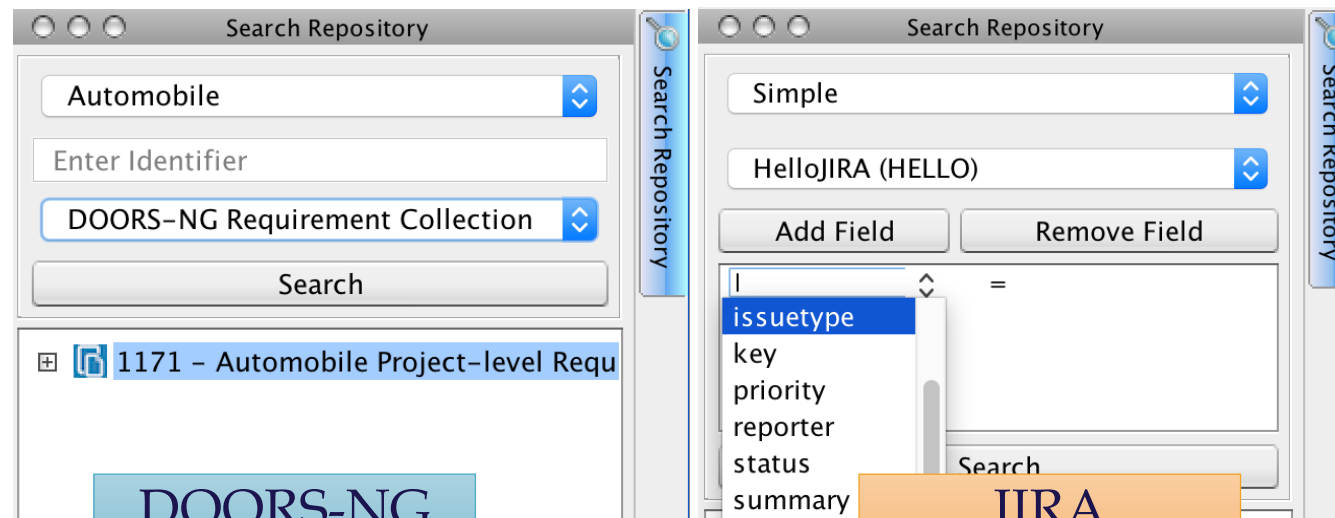 Search Repository
Automobile
Enter Identifier
DOORS-NG Requirement Collection
Search
1171 - Automobile Project-level Requ
DOORS-NG
Search Repository
Search Repository
Simple
HelloJIRA (HELLO)
Add Field Remove Field
=
issuetype
key
priority
reporter
status
summary
Search
JIRA
Search Repository